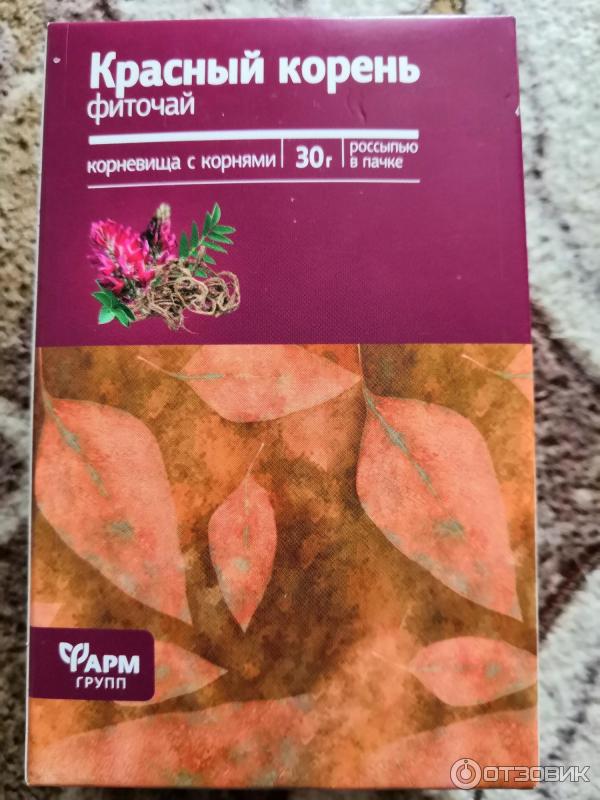 Красный корень
фиточай
корневища с корнями 30 г россыпью
в пачке
ФАРМ
ГРУПП
ОТЗОВИК